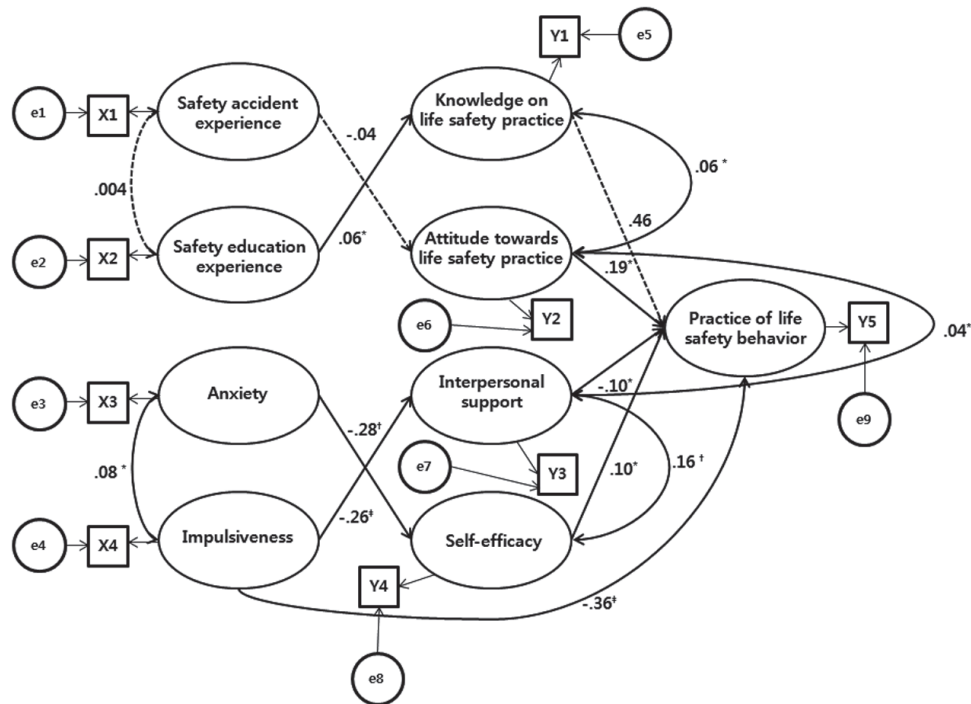 Y1
e5
e1
X1
Safety accident
experience
Knowledge on
life safety practice
-.04
.06 *
.004
.46
e2
X2
Safety education
experience
.06*
Attitude towards
life safety practice
.19*
Practice of life
safety behavior
Y5
.04*
e6
Y2
e3
X3
Anxiety
Interpersonal
support
-.10*
e9
-.28†
.08 *
e7
Y3
.10*
.16 †
-.26‡
e4
X4
Impulsiveness
Self-efficacy
Y4
-.36‡
e8